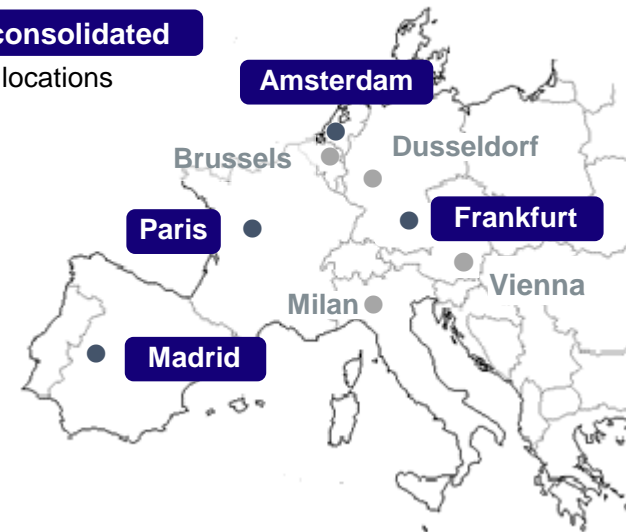 consolidated
locations
Amsterdam
Brussels
Dusseldorf
Paris
Frankfurt
Vienna
Milan
Madrid